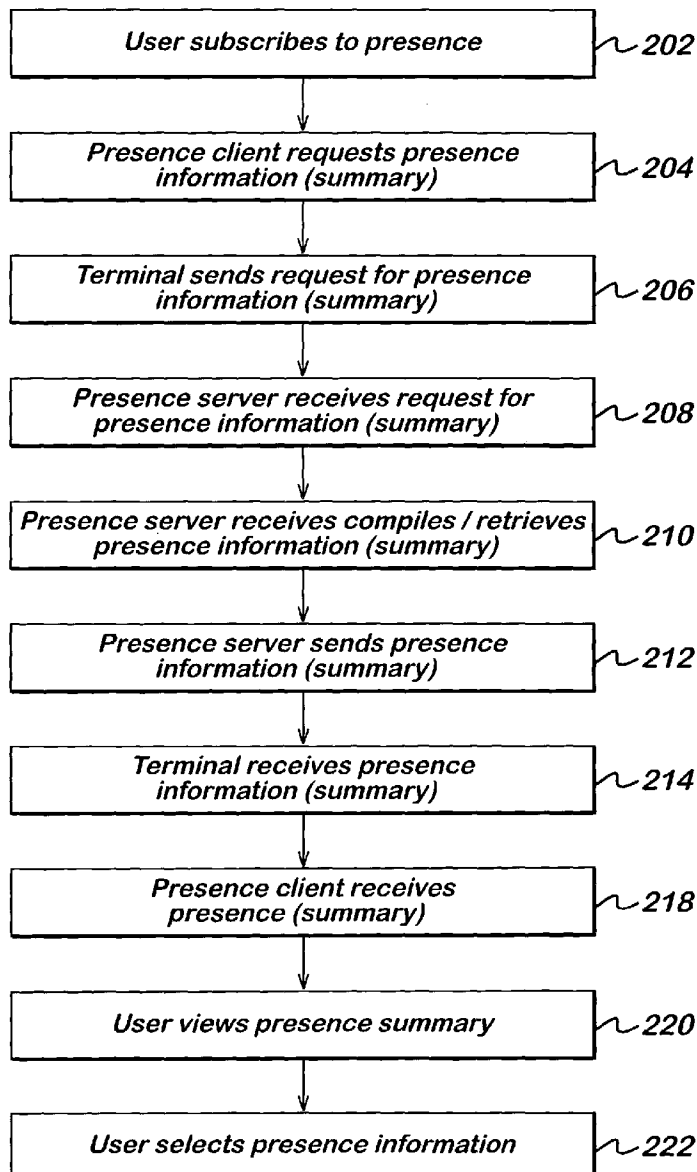 User subscribes to presence
202
Presence client requests presence
information (summary)
204
Terminal sends request for presence
information (summary)
206
Presence server receives request for
presence information (summary)
208
Presence server receives compiles / retrieves
presence information (summary)
210
Presence server sends presence
information (summary)
212
Terminal receives presence
information (summary)
214
Presence client receives
presence (summary)
218
User views presence summary
220
User selects presence information
222